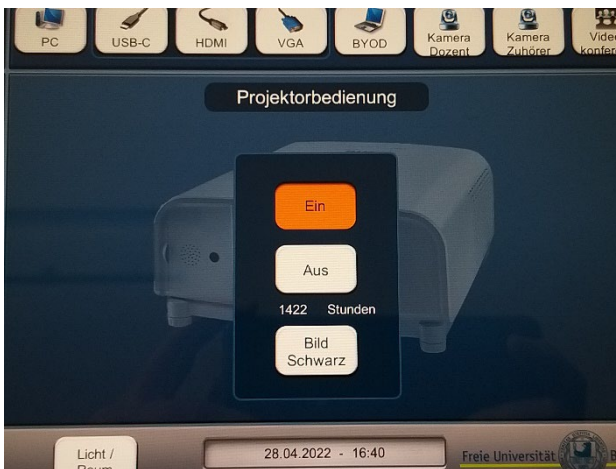 PC
USB-C
HDMI
VGA
BYOD
Kamera
Dozent
Kamera
Zuhörer
Projektorbedienung
Ein
Aus
1422 Stunden
Bild
Schwarz
Licht /
28.04.2022 - 16:40
Freie Universität